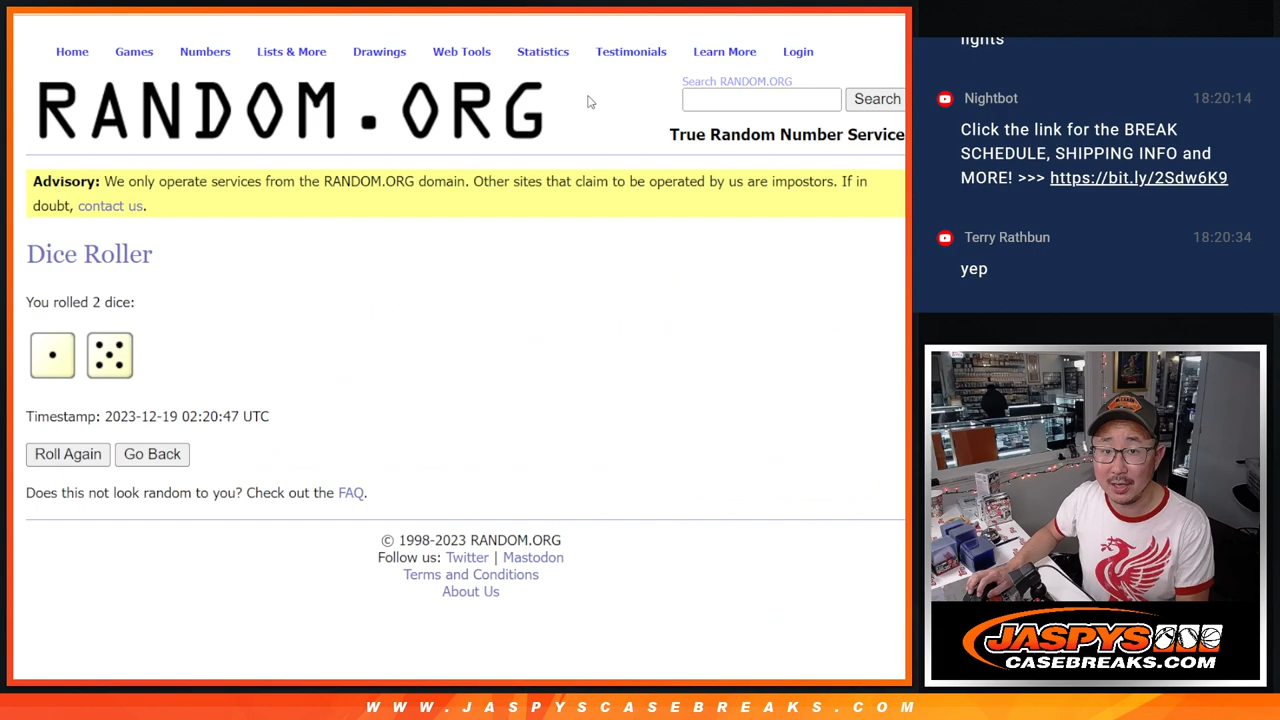 Home Games Numbers Lists & More Drawings Web Tools Statistics Testimonials Learn More Login
RANDOM.ORG
Search RANDOM.ORG
Search
True Random Number Service
Advisory: We only operate services from the RANDOM.ORG domain. Other sites that claim to be operated by us are impostors. If in
doubt, contact us.
Dice Roller
You rolled 2 dice:
Timestamp: 2023-12-19 02:20:47 UTC
Roll Again Go Back
Does this not look random to you? Check out the FAQ.
© 1998-2023 RANDOM.ORG
Follow us: Twitter | Mastodon
Terms and Conditions
About Us
lights
Nightbot 18:20:14
Click the link for the BREAK
SCHEDULE, SHIPPING INFO and
MORE! >>> https://bit.ly/2Sdw6K9
Terry Rathbun 18:20:34
yep
JASPYS
CASEBREAKS.COM
WWW.JASPYSCASEBREAKS.COM